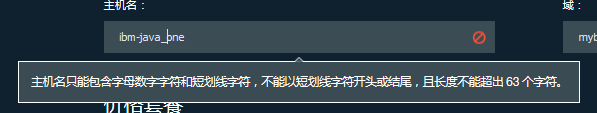 主机名：
域：
ibm-java_one
myb
主机名只能包含字母数字字符和短划线字符，不能以短划线字符开头或结尾，且长度不能超出 63 个字符。